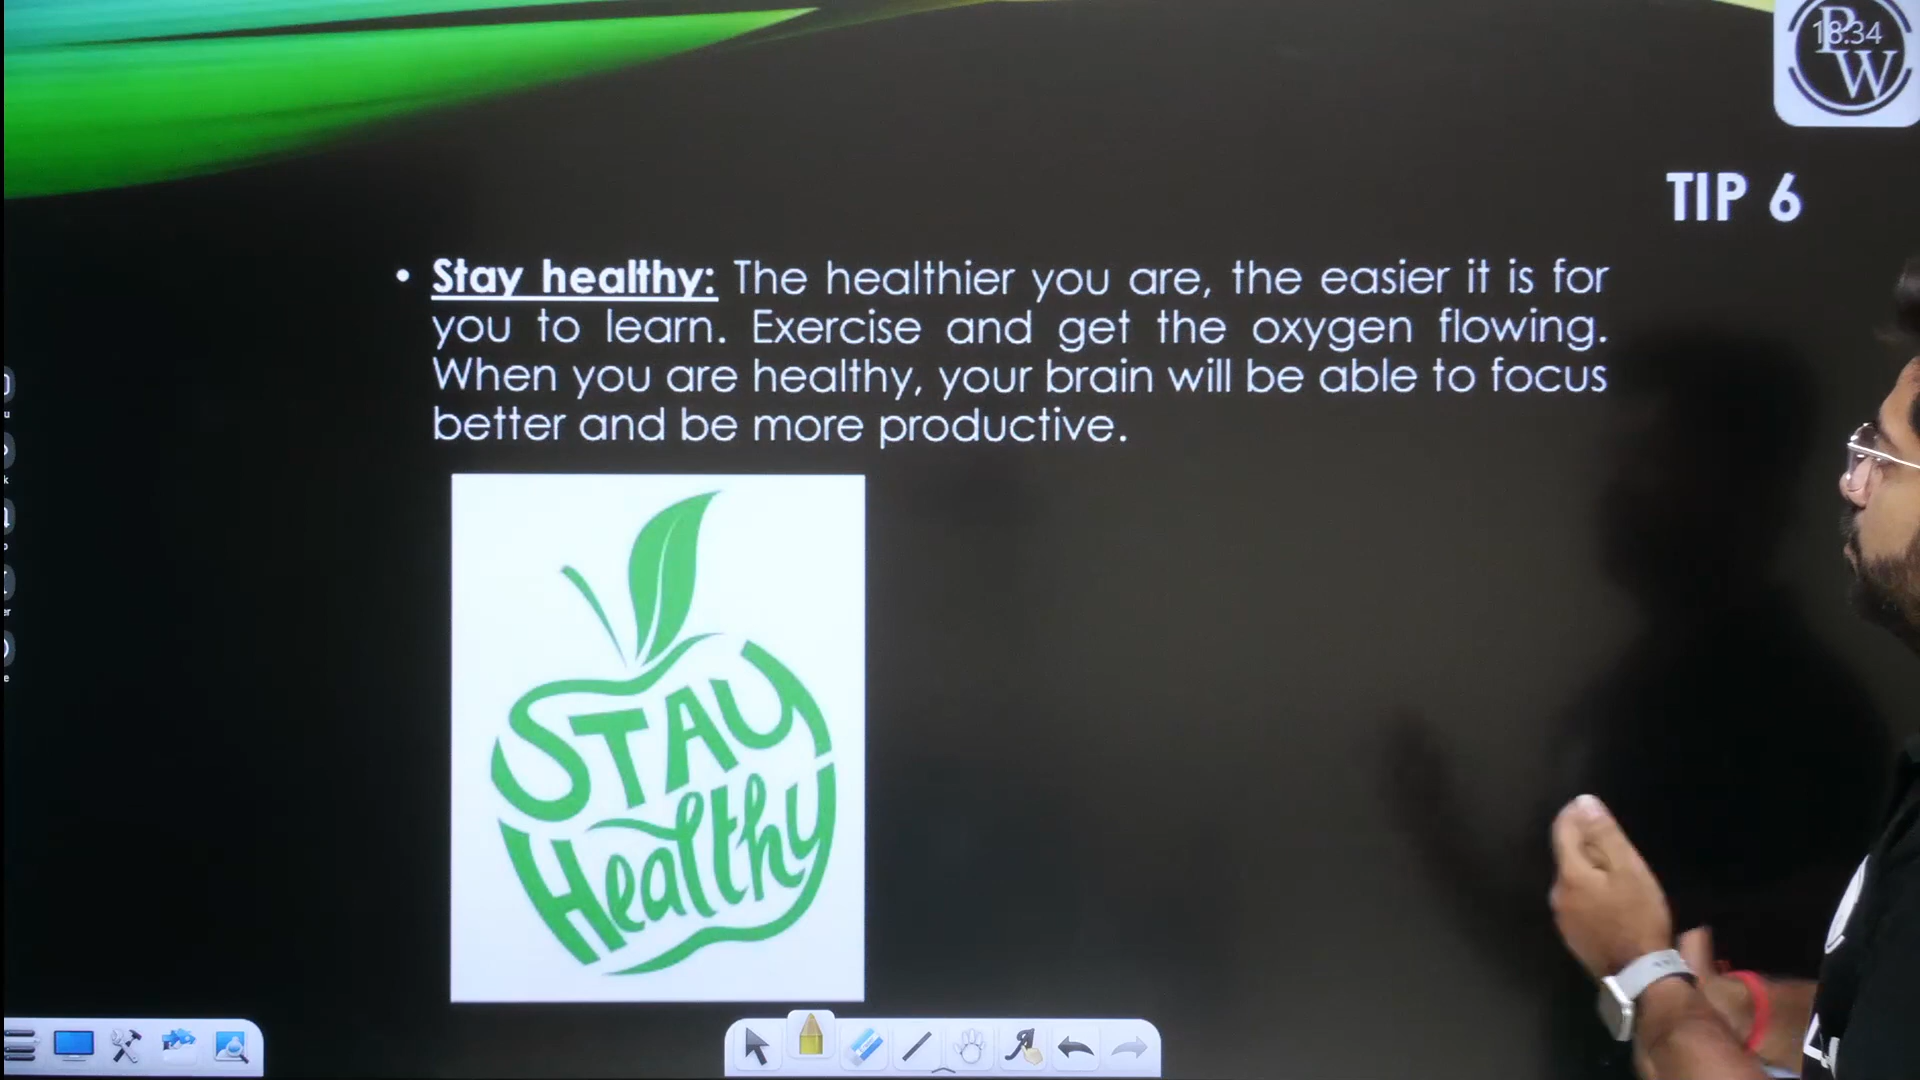 18:34
PW
TIP 6
• Stay healthy: The healthier you are, the easier it is for
you to learn. Exercise and get the oxygen flowing.
When you are healthy, your brain will be able to focus
better and be more productive.
STAY
Healthy
u
k
er
e